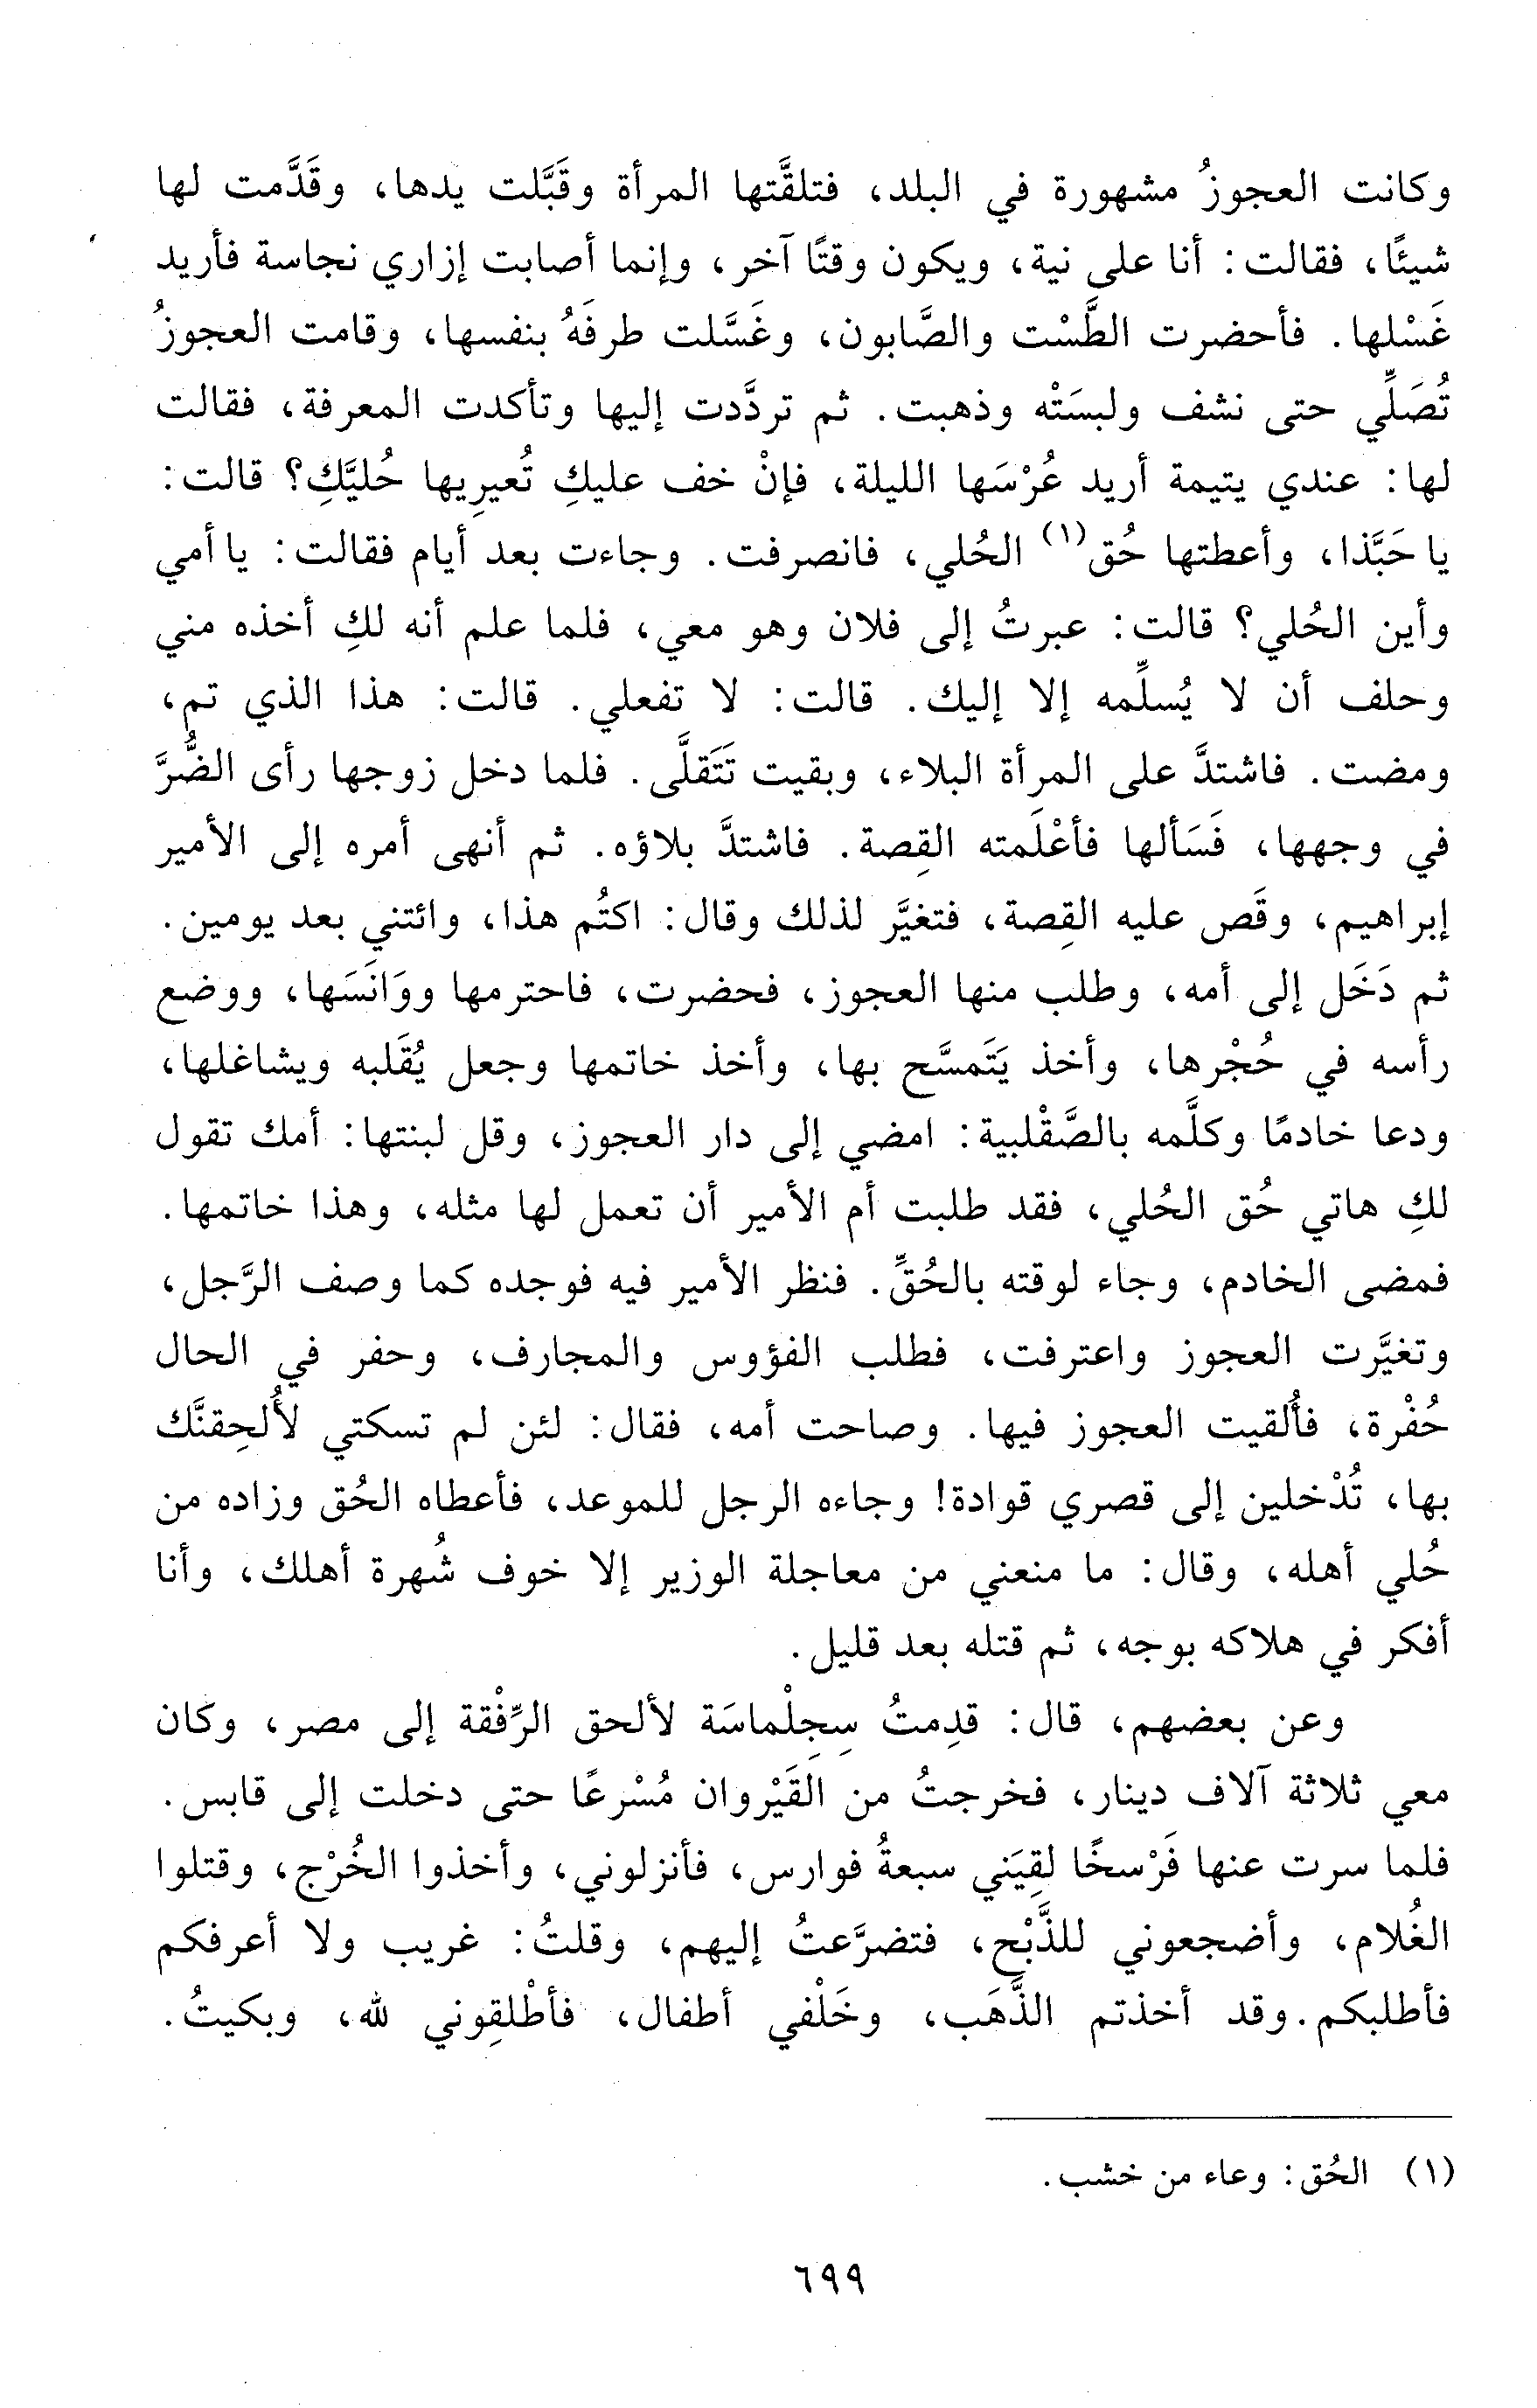 وكانت العجوزُ مشهورة في البلد، فتلقَّتها المرأة وقَبَّلت يدها، وقَدَّمت لها
شيئًا، فقالت: أنا على نية، ويكون وقتًا آخر، وإنما أصابت إزاري نجاسة فأريد
غَسْلها. فأحضرت الطَّسْت والصَّابون، وغَسَّلت طرفَهُ بنفسها، وقامت العجوزُ
تُصَلِّي حتى نشف ولبسَتْه وذهبت. ثم تردَّدت إليها وتأكدت المعرفة، فقالت
لها: عندي يتيمة أريد عُرْسَها الليلة، فإنْ خف عليكِ تُعيرِيها حُليَّكِ؟ قالت:
يا حَبَّذا، وأعطتها حُق(١) الحُلي، فانصرفت. وجاءت بعد أيام فقالت: يا أمي
وأين الحُلي؟ قالت: عبرتُ إلى فلان وهو معي، فلما علم أنه لكِ أخذه مني
وحلف أن لا يُسلِّمه إلا إليك. قالت: لا تفعلي. قالت: هذا الذي تم،
ومضت. فاشتدَّ على المرأة البلاء، وبقيت تَتَقلَّى. فلما دخل زوجها رأى الضُّرَّ
في وجهها، فَسَألها فأعْلَمته القِصة. فاشتدَّ بلاؤه. ثم أنهى أمره إلى الأمير
إبراهيم، وقَص عليه القِصة، فتغيَّر لذلك وقال: اكتُم هذا، وائتني بعد يومين.
ثم دَخَل إلى أمه، وطلب منها العجوز، فحضرت، فاحترمها ووَانَسَها، ووضع
رأسه في حُجْرها، وأخذ يَتَمسَّح بها، وأخذ خاتمها وجعل يُقَلبه ويشاغلها،
ودعا خادمًا وكلَّمه بالصَّقْلبية: امضي إلى دار العجوز، وقل لبنتها: أمك تقول
لكِ هاتي حُق الحُلي، فقد طلبت أم الأمير أن تعمل لها مثله، وهذا خاتمها.
فمضى الخادم، وجاء لوقته بالحُقِّ. فنظر الأمير فيه فوجده كما وصف الرَّجل،
وتغيَّرت العجوز واعترفت، فطلب الفؤوس والمجارف، وحفر في الحال
حُفْرة، فأُلقيت العجوز فيها. وصاحت أمه، فقال: لئن لم تسكتي لأُلحِقنَّك
بها، تُدْخلين إلى قصري قوادة! وجاءه الرجل للموعد، فأعطاه الحُق وزاده من
حُلي أهله، وقال: ما منعني من معاجلة الوزير إلا خوف شُهرة أهلك، وأنا
أفكر في هلاكه بوجه، ثم قتله بعد قليل.
وعن بعضهم، قال: قدِمتُ سِجِلْماسَة لألحق الرِّفْقة إلى مصر، وكان
معي ثلاثة آلاف دينار، فخرجتُ من القَيْروان مُسْرعًا حتى دخلت إلى قابس.
فلما سرت عنها فَرْسخًا لقِيَني سبعةُ فوارس، فأنزلوني، وأخذوا الخُرْج، وقتلوا
الغُلام، وأضجعوني للذَّبْح، فتضرَّعتُ إليهم، وقلتُ: غريب ولا أعرفكم
فأطلبكم. وقد أخذتم الذَّهَب، وخَلْفي أطفال، فأطْلقِوني لله، وبكيتُ.
(١) الحُق: وعاء من خشب.
٦٩٩